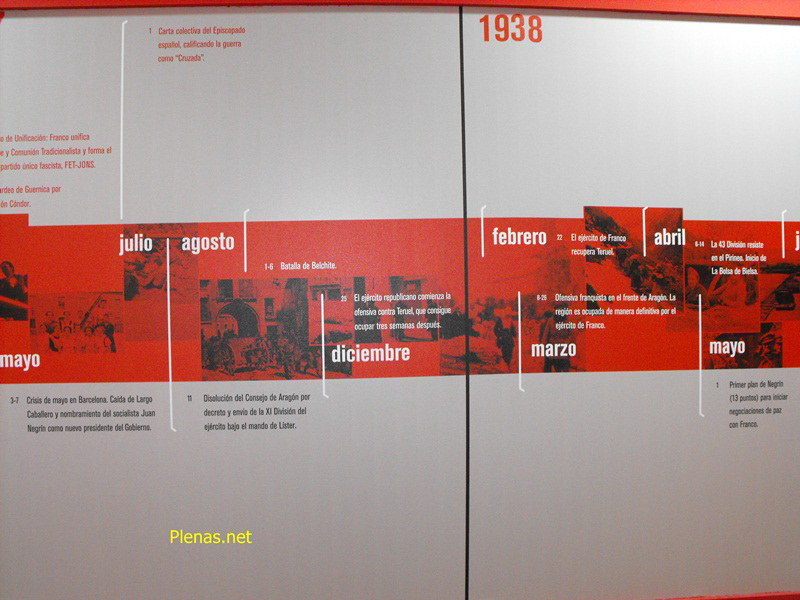 1938
1 Carta colectiva del Episcopado
español, calificando la guerra
como "Cruzada".
o de Unificación: Franco unifica
e y Comunión Tradicionalista y forma el
partido único fascista, FET-JONS.
ardeo de Guernica por
ón Cóndor.
julio
agosto
1-6 Batalla de Belchite.
25 El ejército republicano comienza la
ofensiva contra Teruel, que consigue
ocupar tres semanas después.
diciembre
mayo
3-7 Crisis de mayo en Barcelona. Caída de Largo
Caballero y nombramiento del socialista Juan
Negrín como nuevo presidente del Gobierno.
11 Disolución del Consejo de Aragón por
decreto y envío de la XI División del
ejército bajo el mando de Líster.
febrero
22 El ejército de Franco
recupera Teruel.
abril
6-14 La 43 División resiste
en el Pirineo. Inicio de
La Bolsa de Bielsa.
j
8-26 Ofensiva franquista en el frente de Aragón. La
región es ocupada de manera definitiva por el
ejército de Franco.
marzo
mayo
1 Primer plan de Negrín
(13 puntos) para iniciar
negociaciones de paz
con Franco.
Plenas.net